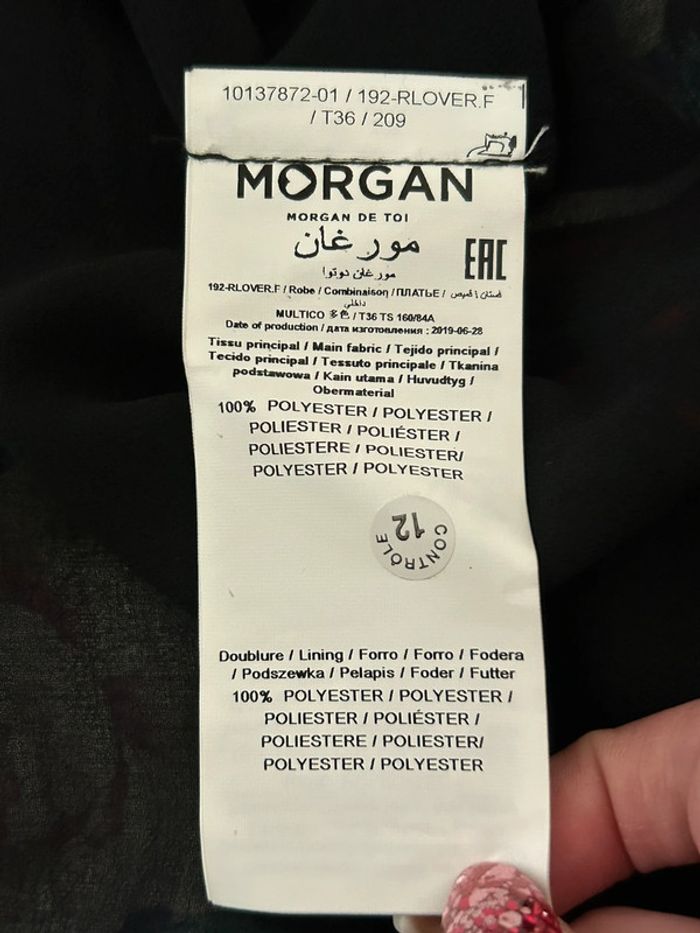 10137872-01 / 192-RLOVER.F
/ T36 / 209
MORGAN
MORGAN DE TOI
مورغان
EAC
مورغان دوتوا
192-RLOVER.F / Robe / Combinaison / ПЛАТЬЕ / فستان / قميص
داخلي
MULTICO 多色 / T36 TS 160/84A
Date of production / дата изготовления : 2019-06-28
Tissu principal / Main fabric / Tejido principal /
Tecido principal / Tessuto principale / Tkanina
podstawowa / Kain utama / Huvudtyg /
Obermaterial
100% POLYESTER / POLYESTER /
POLIESTER / POLIÉSTER /
POLIESTERE / POLIESTER/
POLYESTER / POLYESTER
CONTRÔLE
12
Doublure / Lining / Forro / Forro / Fodera
/ Podszewka / Pelapis / Foder / Futter
100% POLYESTER / POLYESTER /
POLIESTER / POLIÉSTER /
POLIESTERE / POLIESTER/
POLYESTER / POLYESTER